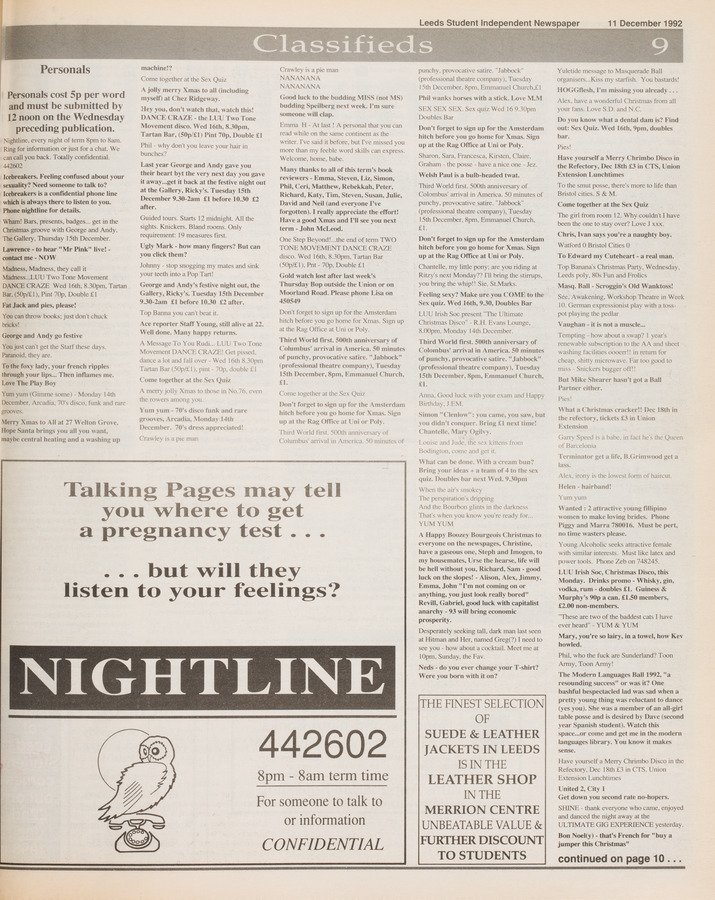 Leeds Student Independent Newspaper 11 December 1992
Classifieds 9
Personals
Personals cost 5p per word
and must be submitted by
12 noon on the Wednesday
preceding publication.
Nightline, every night of term 8pm to 8am.
Ring for information or just for a chat. We
can call you back. Totally confidential.
442602
Icebreakers. Feeling confused about your
sexuality? Need someone to talk to?
Icebreakers is a confidential phone line
which is always there to listen to you.
Phone nightline for details.
Wham! Bars, presents, badges... get in the
Christmas groove with George and Andy.
The Gallery, Thursday 15th December.
Lawrence - to hear "Mr Pink" live! -
contact me - NOW
Madness, Madness, they call it
Madness..LUU Two Tone Movement
DANCE CRAZE Wed 16th, 8.30pm, Tartan
Bar, (50p/£1), Pint 70p, Double £1
Fat Jack and pies, please!
You can throw books; just don't chuck
bricks!
George and Andy go festive
You just can't get the Staff these days.
Paranoid, they are.
To the foxy lady, your french ripples
through your lips... Then inflames me.
Love The Play Boy
Yum yum (Gimme some) - Monday 14th
December, Arcadia, 70's disco, funk and rare
grooves.
Merry Xmas to All at 27 Welton Grove,
Hope Santa brings you all you want,
maybe central heating and a washing up
machine!?
Come together at the Sex Quiz
A jolly merry Xmas to all (including
myself) at Chez Ridgeway.
Hey you, don't watch that, watch this!
DANCE CRAZE - the LUU Two Tone
Movement disco. Wed 16th, 8.30pm,
Tartan Bar, (50p/£1) Pint 70p, Double £1
Phil - why don't you leave your hair in
bunches?
Last year George and Andy gave you
their heart byt the very next day you gave
it away...get it back at the festive night out
at the Gallery, Ricky's. Tuesday 15th
December 9.30-2am £1 before 10.30 £2
after.
Guided tours. Starts 12 midnight. All the
sights, Knickers, Bland rooms. Only
requirement: 19 measures first.
Ugly Mark - how many fingers? But can
you click them?
Johnny - stop snogging my mates and sink
your teeth into a Pop Tart!
George and Andy's festive night out, the
Gallery, Ricky's. Tuesday 15th December
9.30-2am £1 before 10.30 £2 after.
Top Banna you can't beat it.
Ace reporter Staff Young, still alive at 22.
Well done. Many happy returns.
A Message To You Rudi...LUU Two Tone
Movement DANCE CRAZE! Get pissed,
dance a lot and fall over - Wed 16th 8.30pm
Tartan Bar (50p/£1), pint - 70p, double - £1
Come together at the Sex Quiz
A merry jolly Xmas to those in No.76, even
the rowers among you.
Yum yum - 70's disco funk and rare
grooves, Arcadia, Monday 14th
December. 70's dress appreciated!
Crawley is a pie man
Crawley is a pie man
NANANANA
NANANANA
Good luck to the budding MISS (not MS)
budding Speilberg next week. I'm sure
someone will clap.
Emma H - At last ! A personal that you can
read while on the same continent as the
writer. I've said it before, but I've missed you
more than my feeble word skills can express.
Welcome, home, babe.
Many thanks to all of this term's book
reviewers - Emma, Steven, Liz, Simon,
Phil, Ceri, Matthew, Rebekkah, Peter,
Richard, Katy, Tim, Steven, Susan, Julie,
David and Neil (and everyone I've
forgotten). I really appreciate the effort!
Have a good Xmas and I'll see you next
term - John McLeod.
One Step Beyond!..the end of term TWO
TONE MOVEMENT DANCE CRAZE
disco. Wed 16th, 8.30pm, Tartan Bar
(50p/£1), Pin - 70p, Double £1
Gold watch lost after last week's
Thursday Bop outside the Union or on
Moorland Road. Please phone Lisa on
450549
Don't forget to sign up for the Amsterdam
hitch before you go home for Xmas. Sign up
at the Rag Office at Uni or Poly.
Third World first. 500th anniversary of
Columbus' arrival in America. 50 minutes
of punchy, provocative satire. "Jabbock"
(professional theatre company), Tuesday
15th December, 8pm, Emmanuel Church,
£1.
Come together at the Sex Quiz
Don't forget to sign up for the Amsterdam
hitch before you go home for Xmas. Sign
up at the Rag Office at Uni or Poly.
Third World first. 500th anniversary of
Columbus' arrival in America. 50 minutes of
punchy, provocative satire. "Jabbock"
(professional theatre company), Tuesday
15th December, 8pm, Emmanuel Church,£1
Phil wanks horses with a stick. Love M.M
SEX SEX SEX. Sex quiz Wed 16 9.30pm
Doubles Bar
Don't forget to sign up for the Amsterdam
hitch before you go home for Xmas. Sign
up at the Rag Office at Uni or Poly.
Sharon, Sara, Francesca, Kirsten, Claire,
Graham - the posse - have a nice one - Jez.
Welsh Paul is a bulb-headed twat.
Third World first. 500th anniversary of
Columbus' arrival in America. 50 minutes of
punchy, provocative satire. "Jabbock"
(professional theatre company), Tuesday
15th December, 8pm, Emmanuel Church,
£1.
Don't forget to sign up for the Amsterdam
hitch before you go home for Xmas. Sign
up at the Rag Office at Uni or Poly.
Chantelle, my little pony; are you riding at
Ritzy's next Monday?? I'll bring the stirrups,
you bring the whip!! Sie, St.Marks.
Feeling sexy? Make sure you COME to the
Sex quiz. Wed 16th, 9.30, Doubles Bar
LUU Irish Soc present "The Ultimate
Christmas Disco" - R.H. Evans Lounge,
8.00pm, Monday 14th December.
Third World first. 500th anniversary of
Columbus' arrival in America. 50 minutes
of punchy, provocative satire. "Jabbock"
(professional theatre company), Tuesday
15th December, 8pm, Emmanuel Church,
£1.
Anna, Good luck with your exam and Happy
Birthday, J.E.M.
Simon "Clenlow": you came, you saw, but
you didn't conquer. Bring £1 next time!
Chantelle, Mary Ogilvy.
Louise and Jude, the sex kittens from
Bodington, come and get it.
What can be done. With a cream bun?
Bring your ideas + a team of 4 to the sex
quiz. Doubles bar next Wed. 9.30pm
When the air's smokey
The perspiration's dripping
And the Bourbon glints in the darkness
That's when you know you're ready for...
YUM YUM
A Happy Boozey Bourgeois Christmas to
everyone on the newspages, Christine,
have a gaseous one, Steph and Imogen, to
my housemates, Urse the hearse, life will
be hell without you, Richard, Sam - good
luck on the slopes! - Alison, Alex, Jimmy,
Emma, John "I'm not coming on or
anything, you just look really bored"
Revill, Gabriel, good luck with capitalist
anarchy - 93 will bring economic
prosperity.
Desperately seeking tall, dark man last seen
at Hitman and Her, named Greg(?) I need to
see you - how about a cocktail. Meet me at
10pm, Sunday, the Fav.
Neds - do you ever change your T-shirt?
Were you born with it on?
Yuletide message to Masquerade Ball
organisers...Kiss my starfish. You bastards!
HOGGflesh, I'm missing you already . . .
Alex, have a wonderful Christmas from all
your fans. Love S.D. and N.C.
Do you know what a dental dam is? Find
out: Sex Quiz. Wed 16th, 9pm, doubles
bar.
Pies!
Have yourself a Merry Chrimbo Disco in
the Refectory, Dec 18th £3 in CTS, Union
Extension Lunchtimes
To the smut posse, there's more to life than
Bristol cities. S & M.
Come together at the Sex Quiz
The girl from room 12, Why couldn't I have
been the one to stay over? Love J xxx.
Chris, Ivan says you're a naughty boy.
Watford 0 Bristol Cities 0
To Edward my Cuteheart - a real man.
Top Banana's Christmas Party, Wednesday,
Leeds poly, 80s Fun and Frolics
Masq. Ball - Scroggin's Old Wanktoss!
See, Awakening, Workshop Theatre in Week
10. German expressionist play with a toss-
pot playing the pedlar
Vaughan - it is not a muscle...
Tempting - how about a swap? 1 year's
renewable subscription to the AA and sheet
washing facilities oooerr!! in return for
cheap, dirty microwave. Far too good to
miss - Snickers bugger off!!
But Mike Shearer hasn't got a Ball
Partner either.
Pies!
What a Christmas cracker!! Dec 18th in
the refectory, tickets £3 in Union
Extension
Garry Speed is a babe, in fact he's the Queen
of Barcelona
Terminator get a life, B.Grimwood get a
lass.
Alex, irony is the lowest form of haircut.
Helen - hairband!
Yum yum
Wanted : 2 attractive young fillipino
women to make loving brides. Phone
Piggy and Marra 780016. Must be pert,
no time wasters please.
Young Alcoholic seeks attractive female
with similar interests. Must like latex and
power tools. Phone Zeb on 748245.
LUU Irish Soc, Christmas Disco, this
Monday. Drinks promo - Whisky, gin,
vodka, rum - doubles £1. Guiness &
Murphy's 90p a can. £1.50 members,
£2.00 non-members.
"These are two of the baddest cats I have
ever heard" - YUM & YUM
Mary, you're so lairy, in a towel, how Kev
howled.
Phil, who the fuck are Sunderland? Toon
Army, Toon Army!
The Modern Languages Ball 1992, "a
resounding success" or was it? One
bashful bespectacled lad was sad when a
pretty young thing was reluctant to dance
(yes you). She was a member of an all-girl
table posse and is desired by Dave (second
year Spanish student). Watch this
space...or come and get me in the modern
languages library. You know it makes
sense.
Have yourself a Merry Chrimbo Disco in the
Refectory, Dec 18th £3 in CTS, Union
Extension Lunchtimes
United 2, City 1
Get down you second rate no-hopers.
SHINE - thank everyone who came, enjoyed
and danced the night away at the
ULTIMATE GIG EXPERIENCE yesterday.
Bon Noel(y) - that's French for "buy a
jumper this Christmas"
continued on page 10 . . .
Talking Pages may tell
you where to get
a pregnancy test . . .
. . . but will they
listen to your feelings?
NIGHTLINE
442602
8pm - 8am term time
For someone to talk to
or information
CONFIDENTIAL
THE FINEST SELECTION
OF
SUEDE & LEATHER
JACKETS IN LEEDS
IS IN THE
LEATHER SHOP
IN THE
MERRION CENTRE
UNBEATABLE VALUE &
FURTHER DISCOUNT
TO STUDENTS